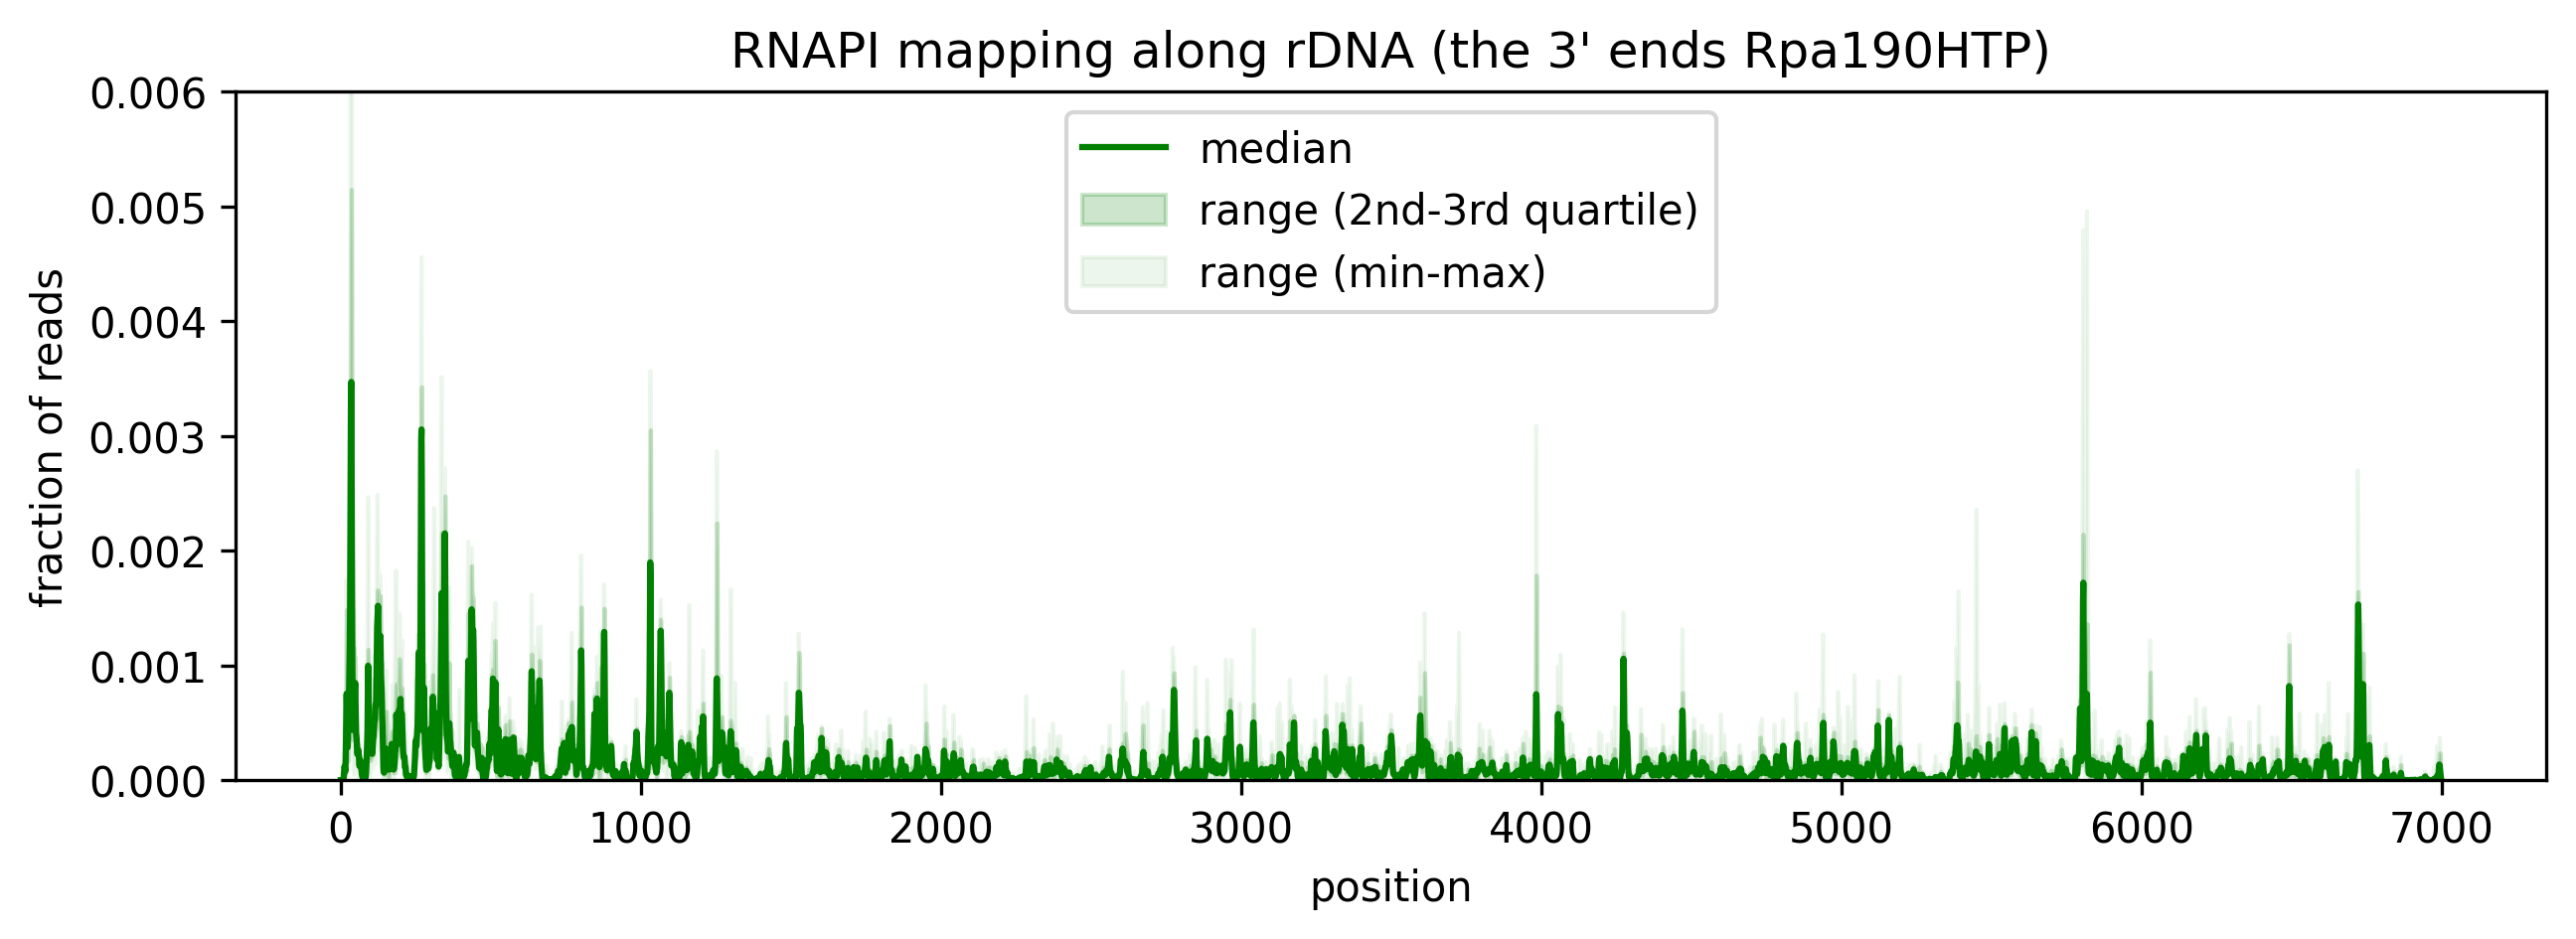 RNAPI mapping along rDNA (the 3' ends Rpa190HTP)
median
range (2nd-3rd quartile)
range (min-max)
fraction of reads
0.006
0.005
0.004
0.003
0.002
0.001
0.000
0 1000 2000 3000 4000 5000 6000 7000
position